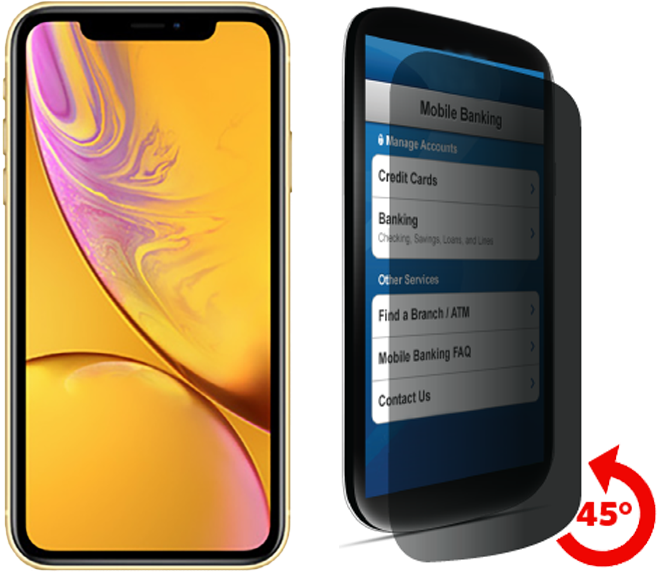 Mobile Banking
Manage Accounts
Credit Cards
Banking
Checking, Savings, Loans, and Lines
Other Services
Find a Branch / ATM
Mobile Banking FAQ
Contact Us
45°